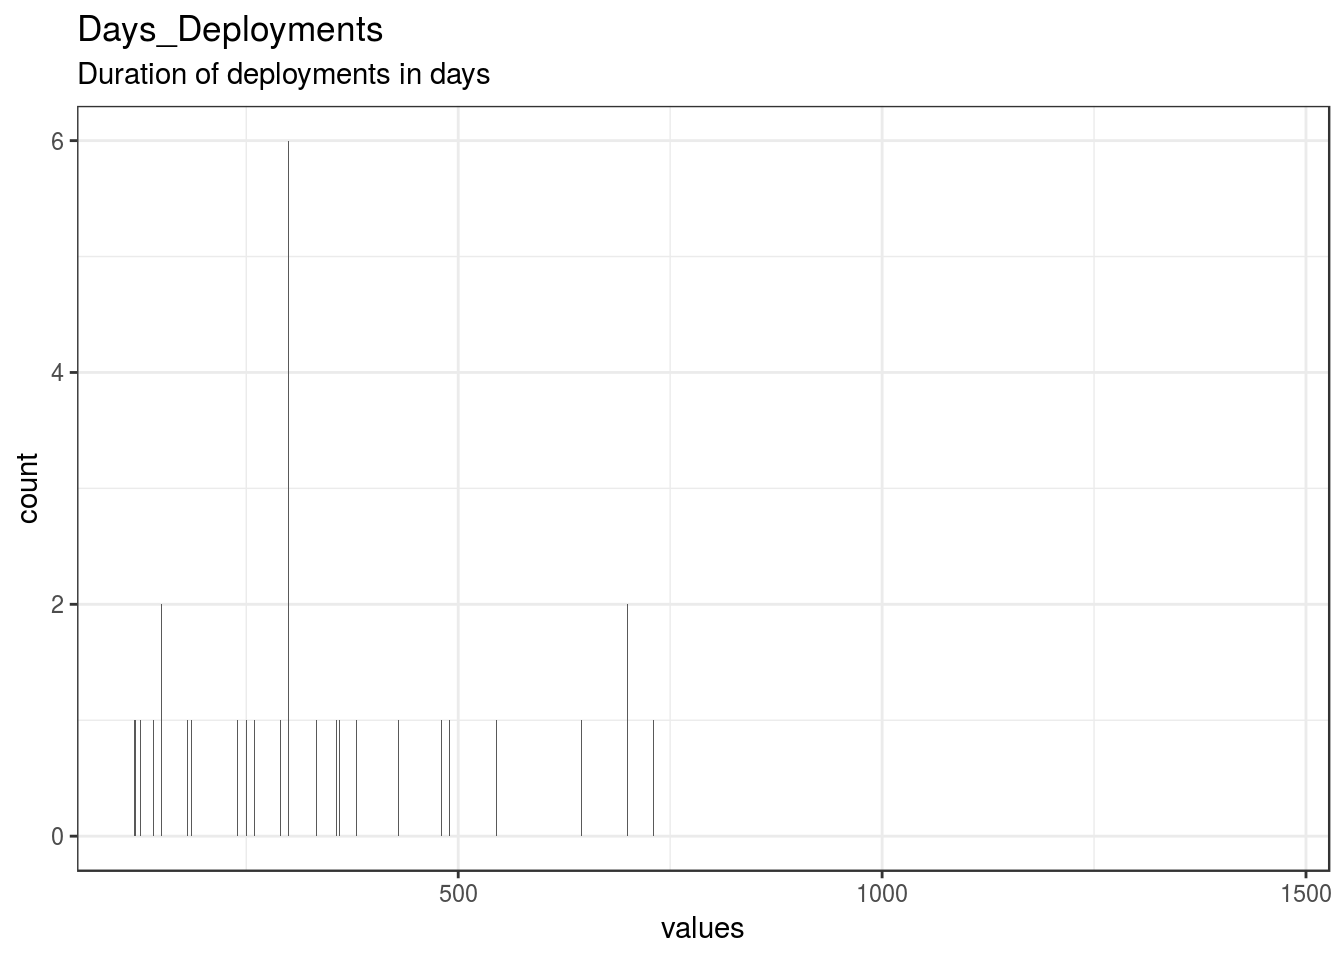 Days_Deployments
Duration of deployments in days
6
4
2
0
count
500
1000
1500
values